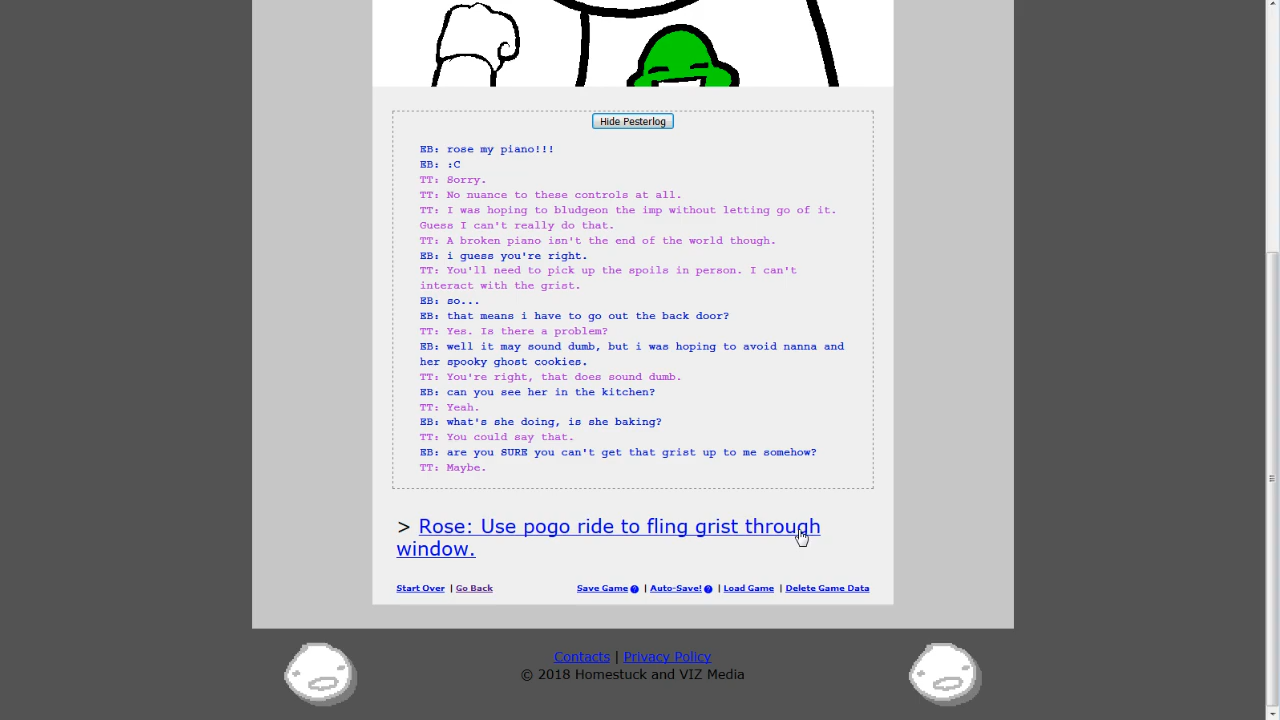 Hide Pesterlog
EB: rose my piano!!!
EB: :C
TT: Sorry.
TT: No nuance to these controls at all.
TT: I was hoping to bludgeon the imp without letting go of it.
Guess I can't really do that.
TT: A broken piano isn't the end of the world though.
EB: i guess you're right.
TT: You'll need to pick up the spoils in person. I can't
interact with the grist.
EB: so...
EB: that means i have to go out the back door?
TT: Yes. Is there a problem?
EB: well it may sound dumb, but i was hoping to avoid nanna and
her spooky ghost cookies.
TT: You're right, that does sound dumb.
EB: can you see her in the kitchen?
TT: Yeah.
EB: what's she doing, is she baking?
TT: You could say that.
EB: are you SURE you can't get that grist up to me somehow?
TT: Maybe.
> Rose: Use pogo ride to fling grist through
window.
Start Over | Go Back Save Game ? | Auto-Save! ? | Load Game | Delete Game Data
Contacts | Privacy Policy
© 2018 Homestuck and VIZ Media